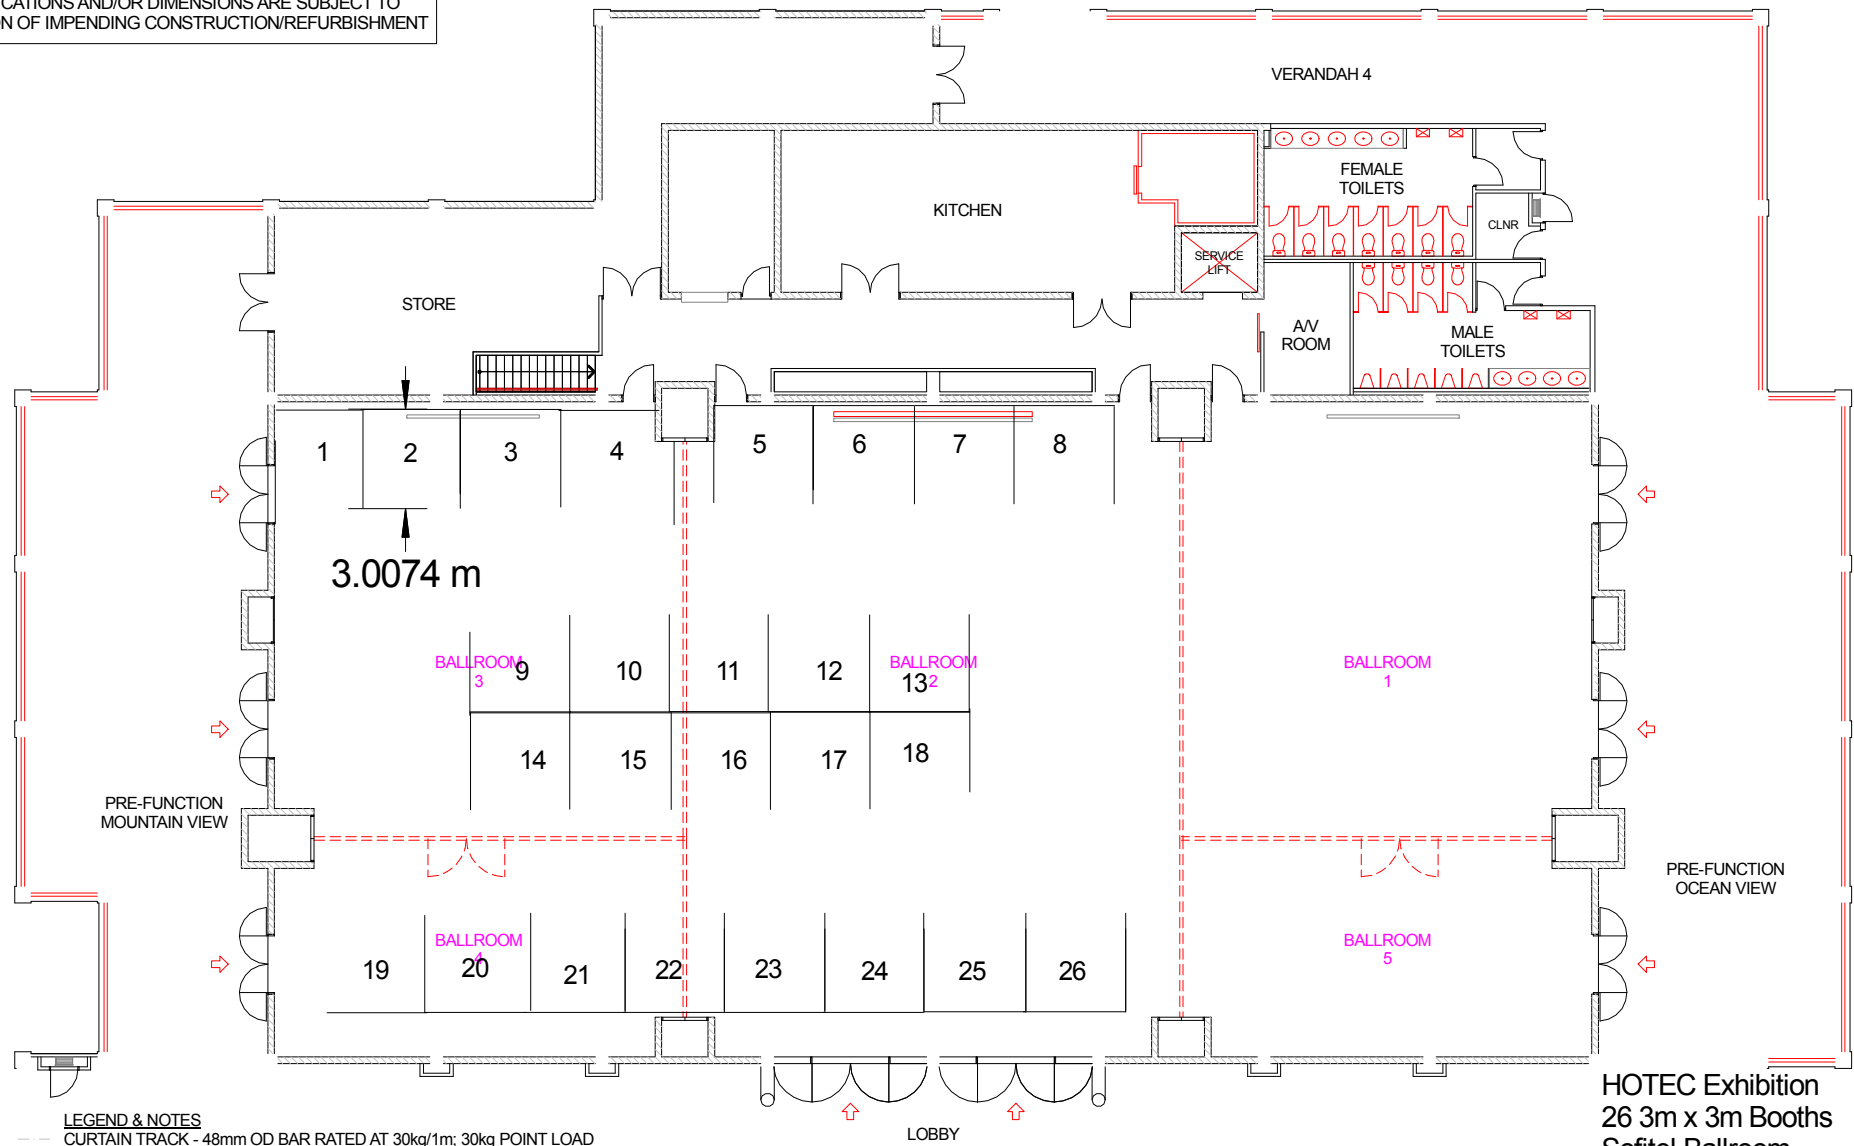 CATIONS AND/OR DIMENSIONS ARE SUBJECT TO
ON OF IMPENDING CONSTRUCTION/REFURBISHMENT
VERANDAH 4
FEMALE
TOILETS
KITCHEN
CLNR
SERVICE
LIFT
STORE
A/V
ROOM
MALE
TOILETS
1
2
3
4
5
6
7
8
3.0074 m
BALLROOM
3
9
10
11
12
BALLROOM
2
13
BALLROOM
1
14
15
16
17
18
PRE-FUNCTION
MOUNTAIN VIEW
PRE-FUNCTION
OCEAN VIEW
BALLROOM
4
BALLROOM
5
19
20
21
22
23
24
25
26
HOTEC Exhibition
26 3m x 3m Booths
Sofitel Ballroom
LEGEND & NOTES
CURTAIN TRACK - 48mm OD BAR RATED AT 30kg/1m; 30kg POINT LOAD
LOBBY